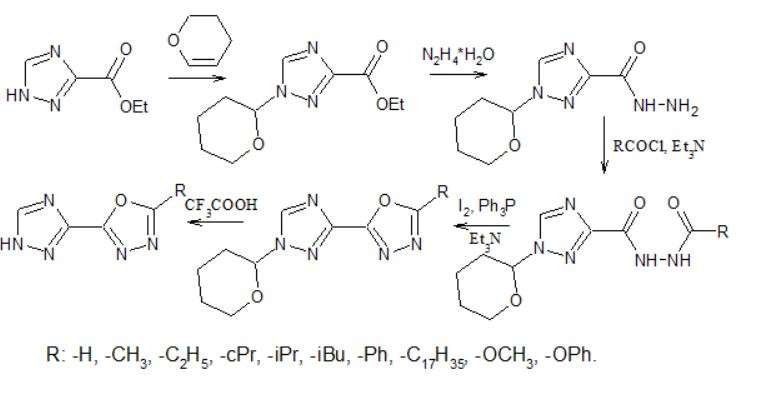 N O O N O N O
HN N OEt N N OEt N N NH-NH₂
N₂H₄*H₂O
O O
RCOCl, Et₃N
N O R CF₃COOH N O R I₂, Ph₃P N O O
HN N N N N N N N Et₃N N N NH-NH R
O O
R: -H, -CH₃, -C₂H₅, -cPr, -iPr, -iBu, -Ph, -C₁₇H₃₅, -OCH₃, -OPh.